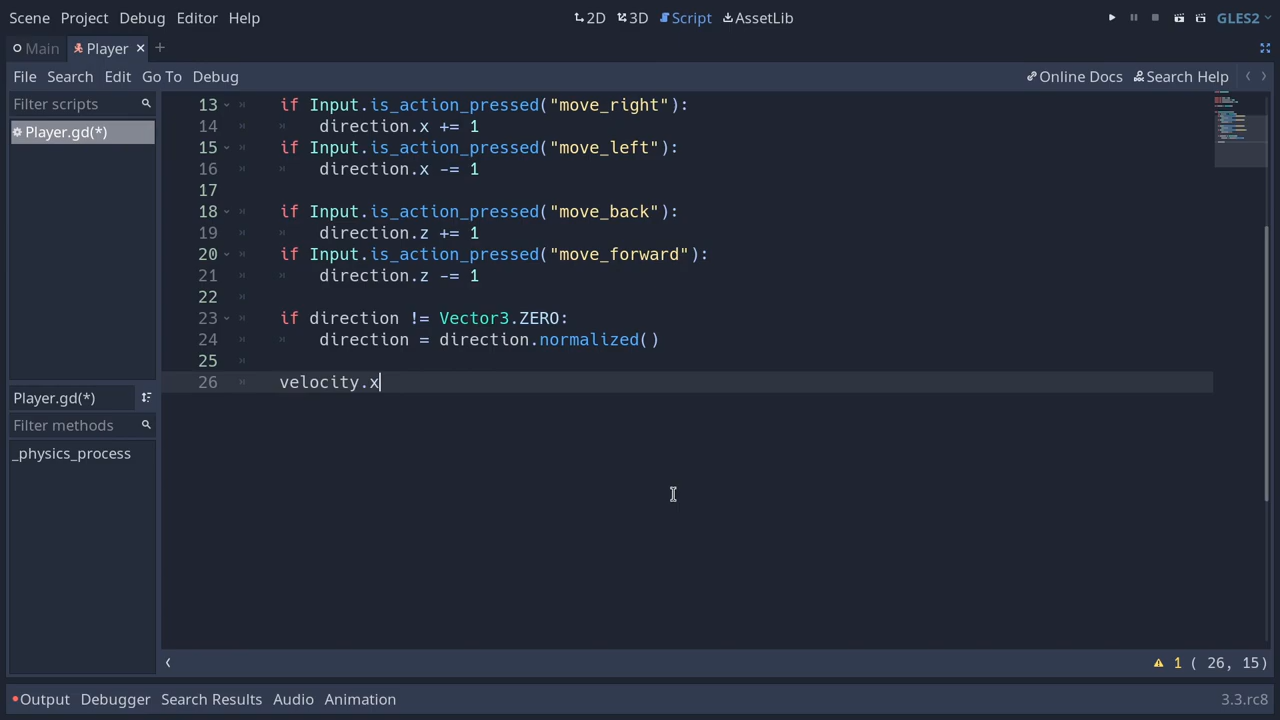 Scene Project Debug Editor Help 2D 3D Script AssetLib GLES2
Main Player
File Search Edit Go To Debug Online Docs Search Help
Filter scripts
Player.gd(*)
13 if Input.is_action_pressed("move_right"):
14 direction.x += 1
15 if Input.is_action_pressed("move_left"):
16 direction.x -= 1
17
18 if Input.is_action_pressed("move_back"):
19 direction.z += 1
20 if Input.is_action_pressed("move_forward"):
21 direction.z -= 1
22
23 if direction != Vector3.ZERO:
24 direction = direction.normalized()
25
26 velocity.x
Player.gd(*)
Filter methods
_physics_process
1 ( 26, 15)
Output Debugger Search Results Audio Animation 3.3.rc8